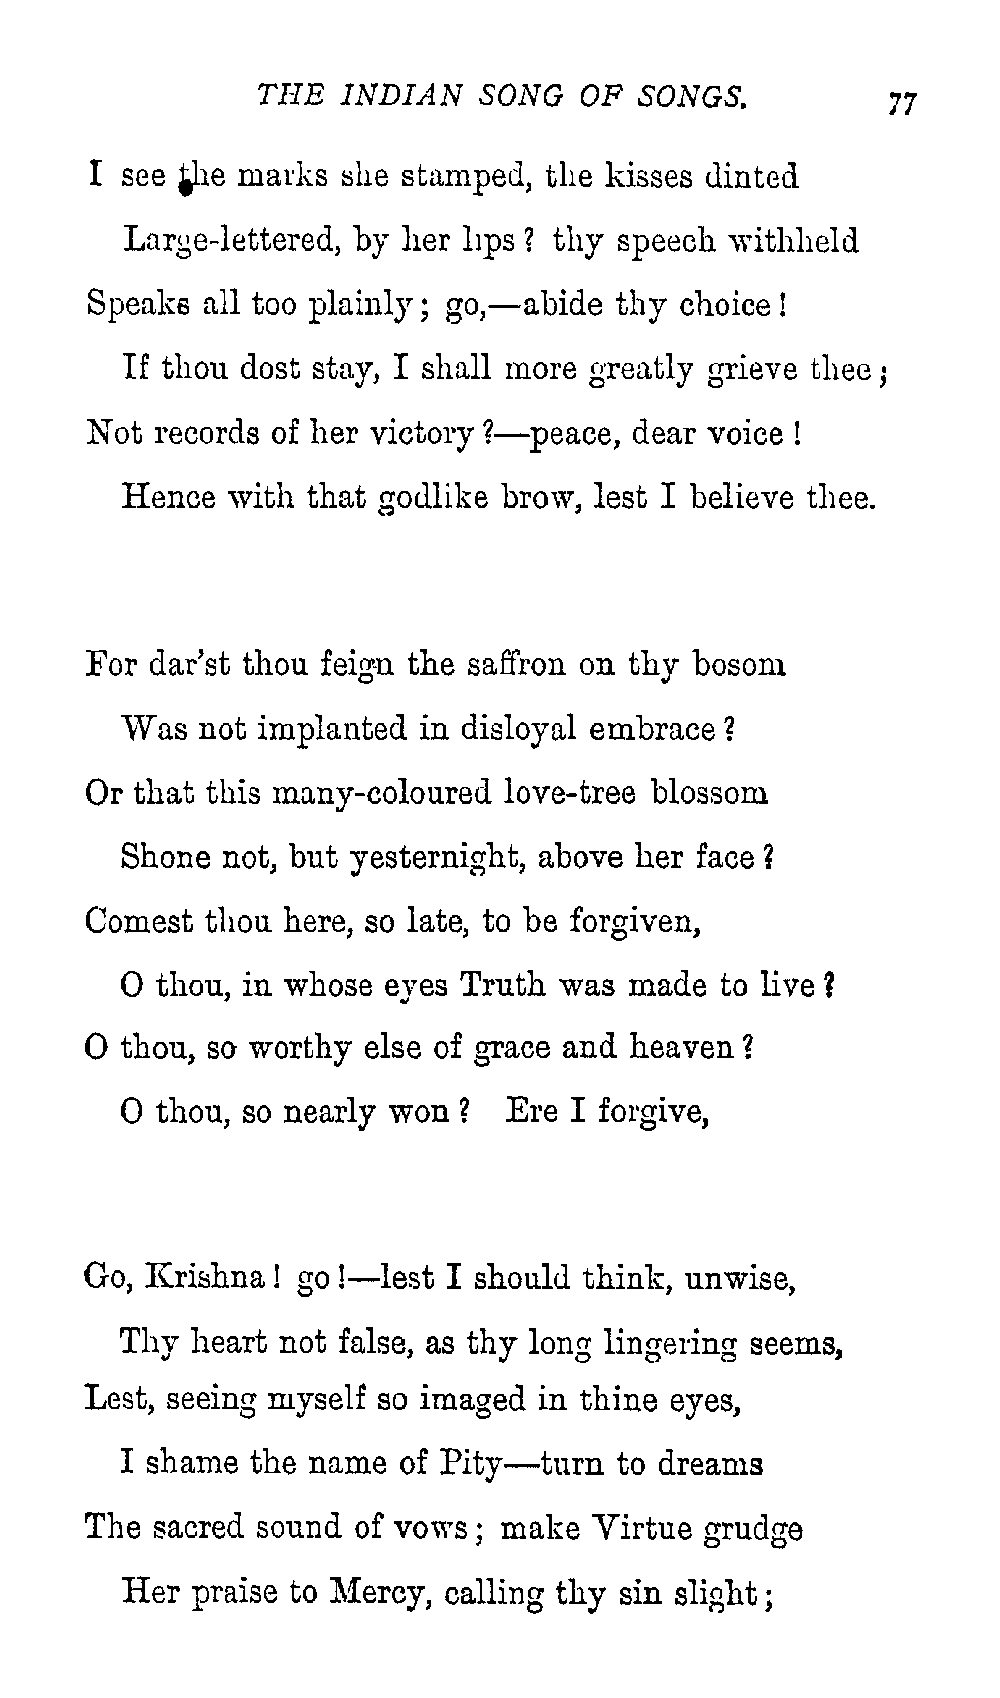 THE INDIAN SONG OF SONGS. 77
I see the marks she stamped, the kisses dinted
Large-lettered, by her lips? thy speech withheld
Speaks all too plainly; go,—abide thy choice!
If thou dost stay, I shall more greatly grieve thee;
Not records of her victory?—peace, dear voice!
Hence with that godlike brow, lest I believe thee.
For dar'st thou feign the saffron on thy bosom
Was not implanted in disloyal embrace?
Or that this many-coloured love-tree blossom
Shone not, but yesternight, above her face?
Comest thou here, so late, to be forgiven,
O thou, in whose eyes Truth was made to live?
O thou, so worthy else of grace and heaven?
O thou, so nearly won? Ere I forgive,
Go, Krishna! go!—lest I should think, unwise,
Thy heart not false, as thy long lingering seems,
Lest, seeing myself so imaged in thine eyes,
I shame the name of Pity—turn to dreams
The sacred sound of vows; make Virtue grudge
Her praise to Mercy, calling thy sin slight;